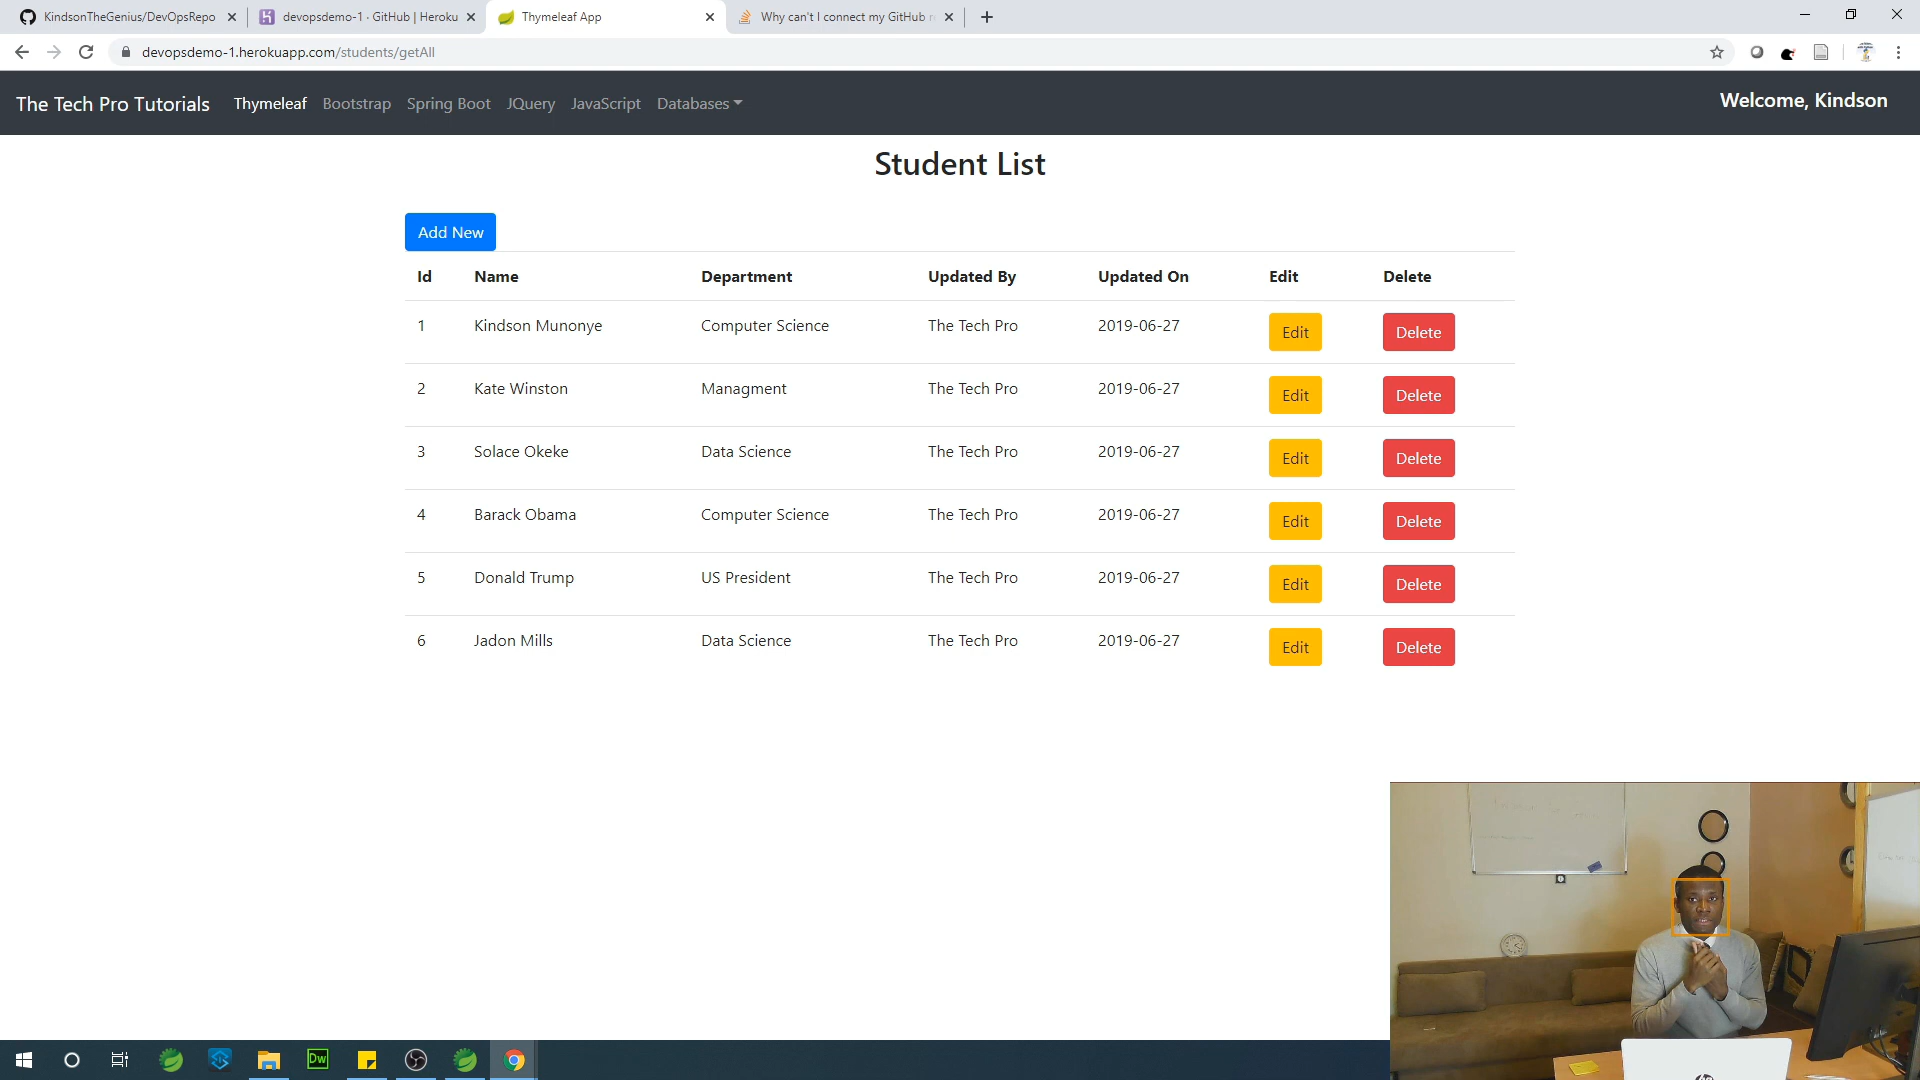 KindsonTheGenius/DevOpsRepo
devopsdemo-1 · GitHub | Heroku
Thymeleaf App
Why can't I connect my GitHub
devopsdemo-1.herokuapp.com/students/getAll
The Tech Pro Tutorials Thymeleaf Bootstrap Spring Boot JQuery JavaScript Databases Welcome, Kindson
Student List
Add New
Id Name Department Updated By Updated On Edit Delete
1 Kindson Munonye Computer Science The Tech Pro 2019-06-27 Edit Delete
2 Kate Winston Managment The Tech Pro 2019-06-27 Edit Delete
3 Solace Okeke Data Science The Tech Pro 2019-06-27 Edit Delete
4 Barack Obama Computer Science The Tech Pro 2019-06-27 Edit Delete
5 Donald Trump US President The Tech Pro 2019-06-27 Edit Delete
6 Jadon Mills Data Science The Tech Pro 2019-06-27 Edit Delete
Dw